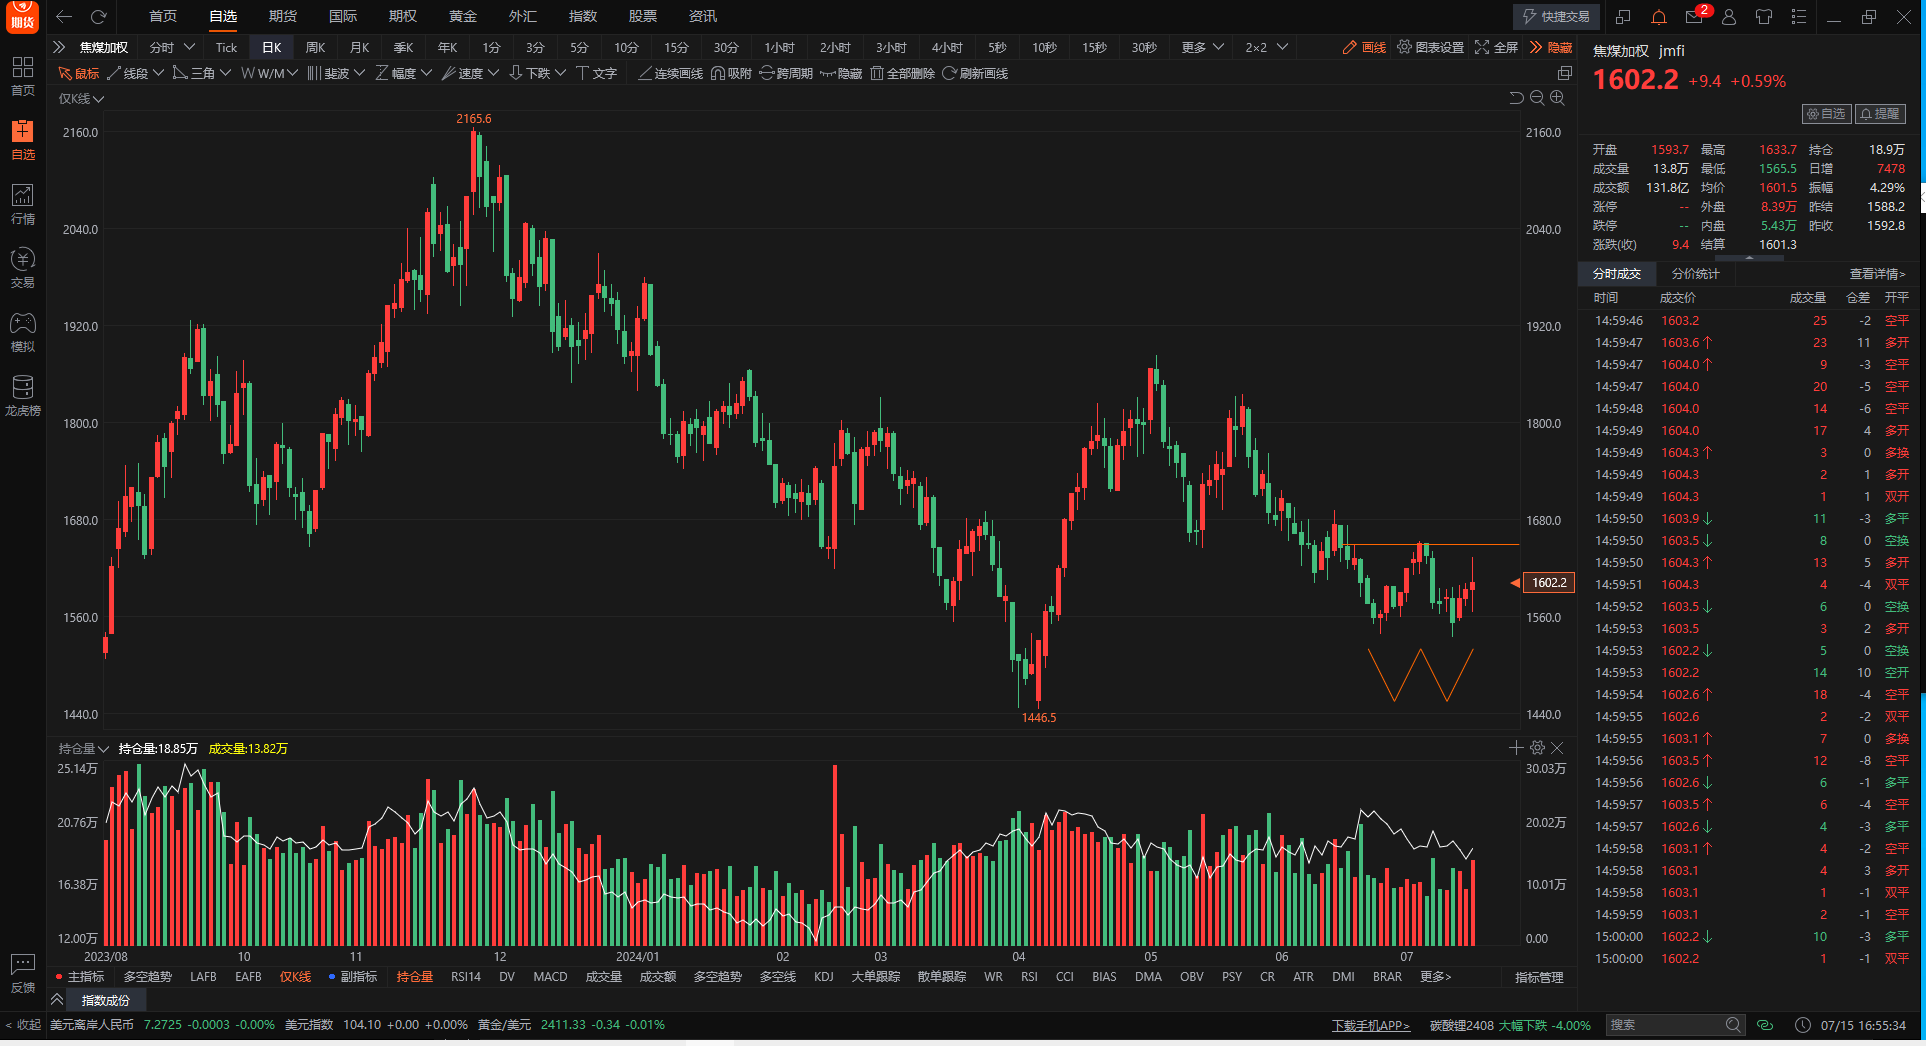 期货 首页 自选 期货 国际 期权 黄金 外汇 指数 股票 资讯 快捷交易 2
焦煤加权 分时 Tick 日K 周K 月K 季K 年K 1分 3分 5分 10分 15分 30分 1小时 2小时 3小时 4小时 5秒 10秒 15秒 30秒 更多 2×2 画线 图表设置 全屏 隐藏
鼠标 线段 三角 W/M 斐波 幅度 速度 下跌 文字 连续画线 吸附 跨周期 隐藏 全部删除 刷新画线
首页
自选
行情
交易
模拟
龙虎榜
反馈
仅K线
2165.6
2160.0 2160.0
2040.0 2040.0
1920.0 1920.0
1800.0 1800.0
1680.0 1680.0
1602.2
1560.0 1560.0
1440.0 1440.0
1446.5
持仓量 持仓量:18.85万 成交量:13.82万
25.14万 30.03万
20.76万 20.02万
16.38万 10.01万
12.00万 0.00
2023/08 10 11 12 2024/01 02 03 04 05 06 07
主指标 多空趋势 LAFB EAFB 仅K线 副指标 持仓量 RSI14 DV MACD 成交量 成交额 多空趋势 多空线 KDJ 大单跟踪 散单跟踪 WR RSI CCI BIAS DMA OBV PSY CR ATR DMI BRAR 更多> 指标管理
指数成份
焦煤加权 jmfi
1602.2 +9.4 +0.59%
自选 提醒
开盘 1593.7 最高 1633.7 持仓 18.9万
成交量 13.8万 最低 1565.5 日增 7478
成交额 131.8亿 均价 1601.5 振幅 4.29%
涨停 -- 外盘 8.39万 昨结 1588.2
跌停 -- 内盘 5.43万 昨收 1592.8
涨跌(收) 9.4 结算 1601.3
分时成交 分价统计 查看详情>
时间 成交价 成交量 仓差 开平
14:59:46 1603.2 25 -2 空平
14:59:47 1603.6↑ 23 11 多开
14:59:47 1604.0↑ 9 -3 空平
14:59:47 1604.0 20 -5 空平
14:59:48 1604.0 14 -6 空平
14:59:49 1604.0 17 4 多开
14:59:49 1604.3↑ 3 0 多换
14:59:49 1604.3 2 1 多开
14:59:49 1604.3 1 1 双开
14:59:50 1603.9↓ 11 -3 多平
14:59:50 1603.5↓ 8 0 空换
14:59:50 1604.3↑ 13 5 多开
14:59:51 1604.3 4 -4 双平
14:59:52 1603.5↓ 6 0 空换
14:59:53 1603.5 3 2 多开
14:59:53 1602.2↓ 5 0 空换
14:59:53 1602.2 14 10 空开
14:59:54 1602.6↑ 18 -4 空平
14:59:55 1602.6 2 -2 双平
14:59:55 1603.1↑ 7 0 多换
14:59:56 1603.5↑ 12 -8 空平
14:59:56 1602.6↓ 6 -1 多平
14:59:57 1603.5↑ 6 -4 空平
14:59:57 1602.6↓ 4 -3 多平
14:59:58 1603.1↑ 4 -2 空平
14:59:58 1603.1 4 3 多开
14:59:58 1603.1 1 -1 双平
14:59:59 1603.1 2 -1 空平
15:00:00 1602.2↓ 10 -3 多平
15:00:00 1602.2 1 -1 双平
< 收起 美元离岸人民币 7.2725 -0.0003 -0.00% 美元指数 104.10 +0.00 +0.00% 黄金/美元 2411.33 -0.34 -0.01% 下载手机APP> 碳酸锂2408 大幅下跌 -4.00% 搜索 07/15 16:55:34